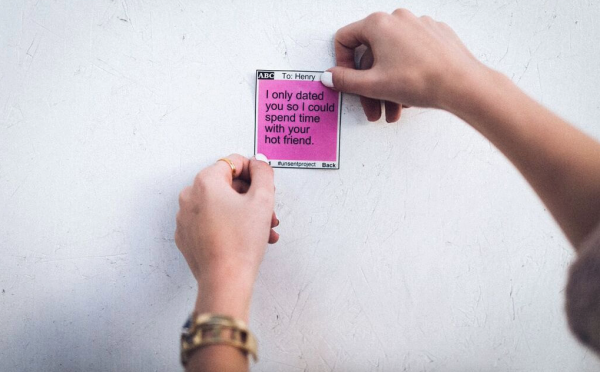 ABC To: Henry
I only dated
you so I could
spend time
with your
hot friend.
#unsentproject Back